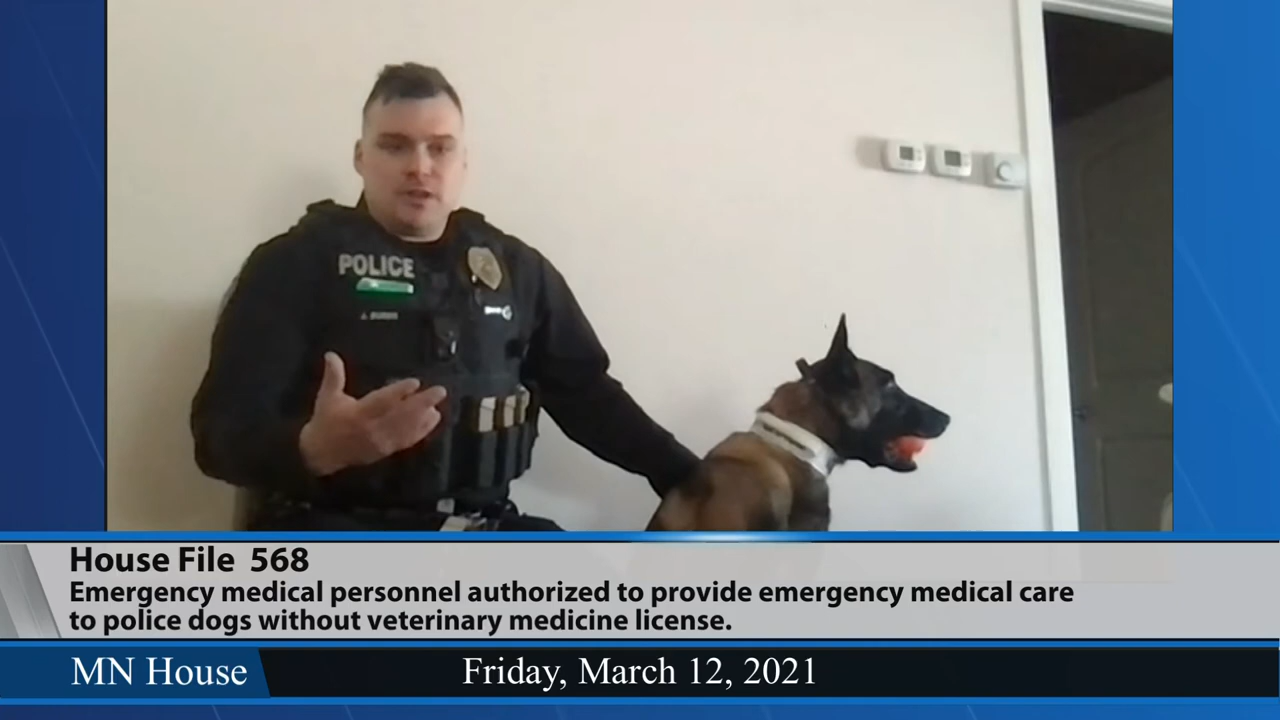 POLICE
House File 568
Emergency medical personnel authorized to provide emergency medical care
to police dogs without veterinary medicine license.
MN House
Friday, March 12, 2021